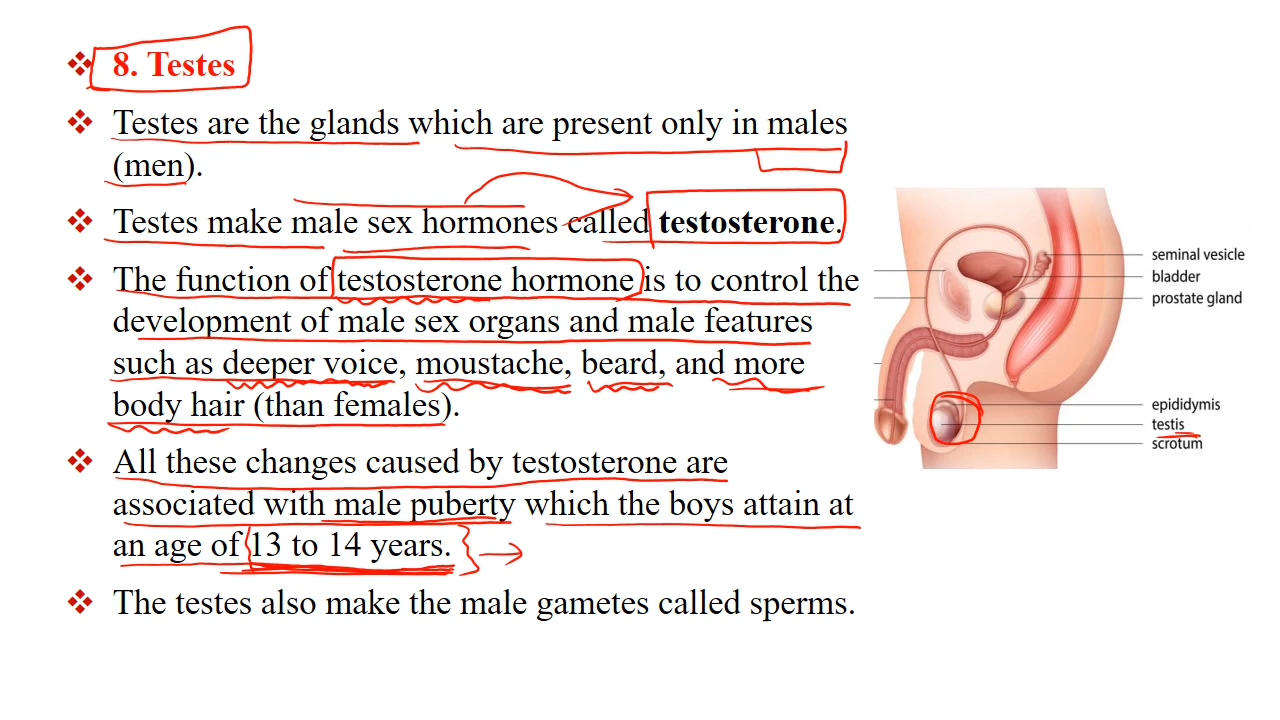 8. Testes
Testes are the glands which are present only in males
(men).
Testes make male sex hormones called testosterone.
The function of testosterone hormone is to control the
development of male sex organs and male features
such as deeper voice, moustache, beard, and more
body hair (than females).
All these changes caused by testosterone are
associated with male puberty which the boys attain at
an age of 13 to 14 years.
The testes also make the male gametes called sperms.
seminal vesicle
bladder
prostate gland
epididymis
testis
scrotum